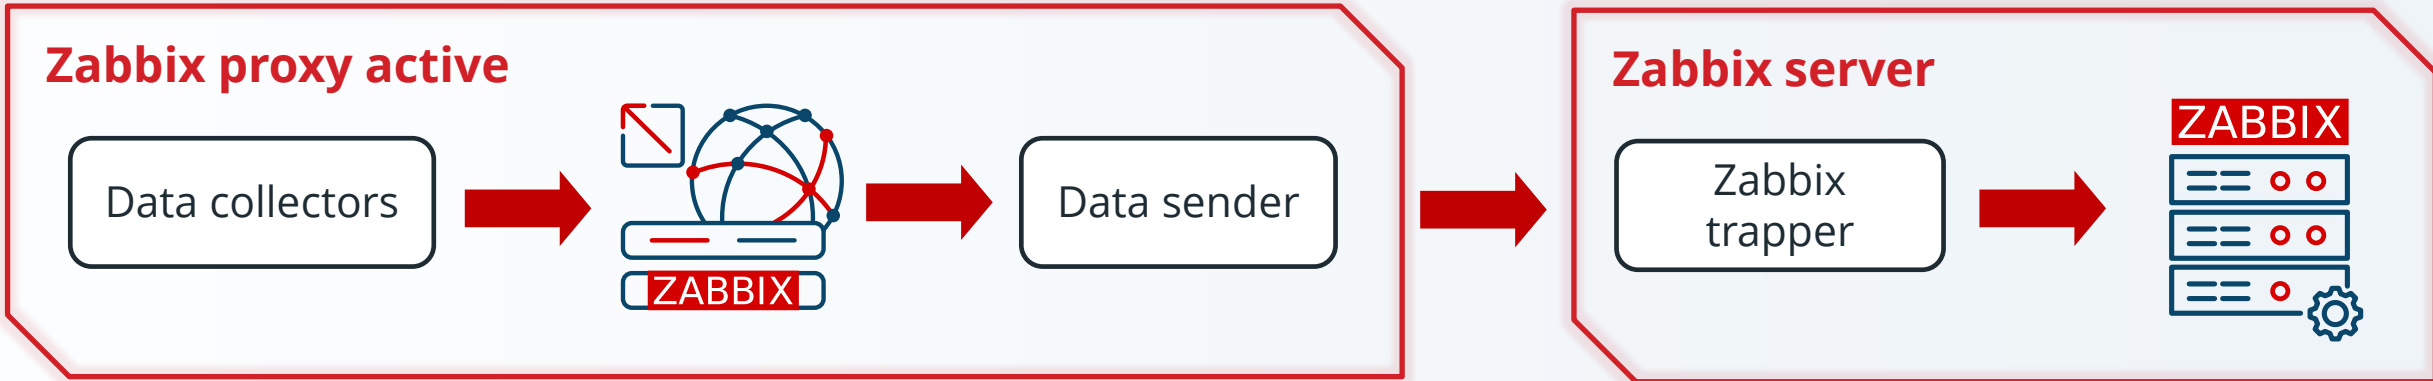 Zabbix proxy active
Data collectors
ZABBIX
Data sender
Zabbix server
Zabbix
trapper
ZABBIX